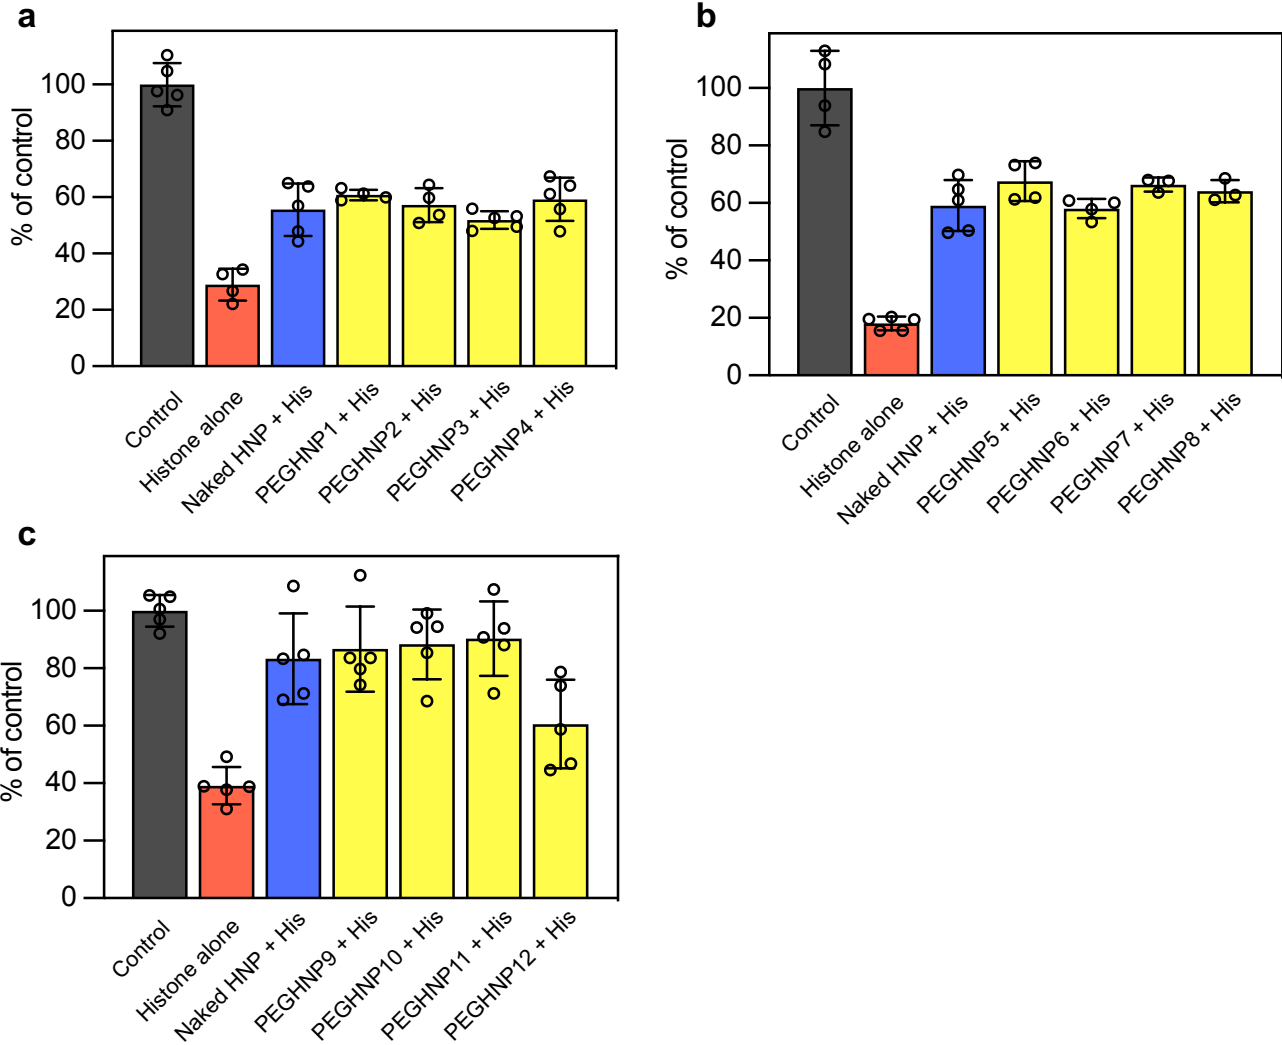 a
% of control
100
80
60
40
20
0
Control
Histone alone
Naked HNP + His
PEGHNP1 + His
PEGHNP2 + His
PEGHNP3 + His
PEGHNP4 + His
b
% of control
100
80
60
40
20
0
Control
Histone alone
Naked HNP + His
PEGHNP5 + His
PEGHNP6 + His
PEGHNP7 + His
PEGHNP8 + His
c
% of control
100
80
60
40
20
0
Control
Histone alone
Naked HNP + His
PEGHNP9 + His
PEGHNP10 + His
PEGHNP11 + His
PEGHNP12 + His